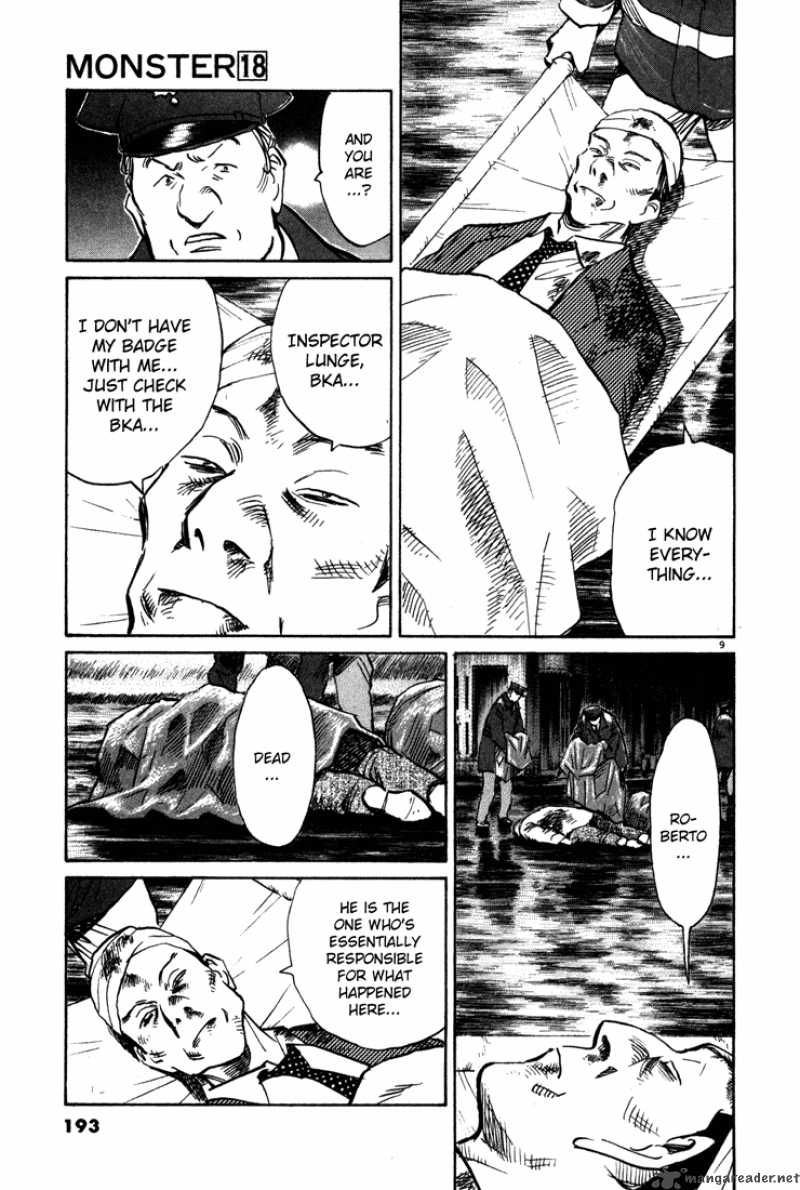 MONSTER 18
I KNOW
EVERY-
THING...
AND
YOU
ARE
...?
INSPECTOR
LUNGE,
BKA...
I DON'T HAVE
MY BADGE
WITH ME...
JUST CHECK
WITH THE
BKA...
9
RO-
BERTO
...
DEAD
...
HE IS THE
ONE WHO'S
ESSENTIALLY
RESPONSIBLE
FOR WHAT
HAPPENED
HERE...
193
mangareader.net